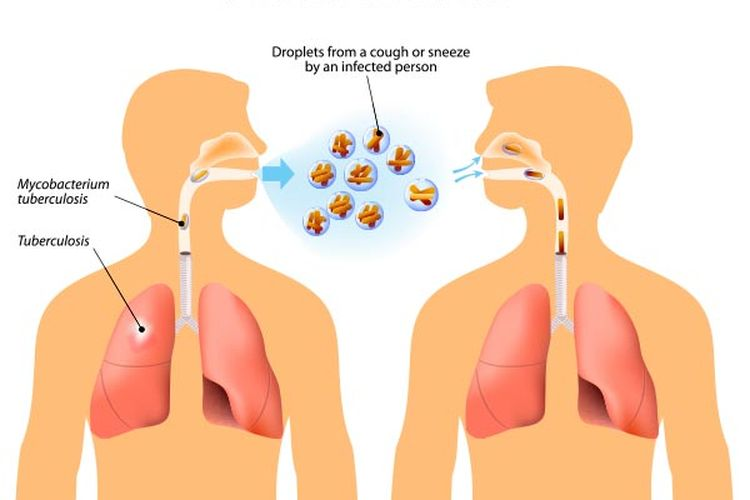 Droplets from a cough or sneeze
by an infected person
Mycobacterium
tuberculosis
Tuberculosis